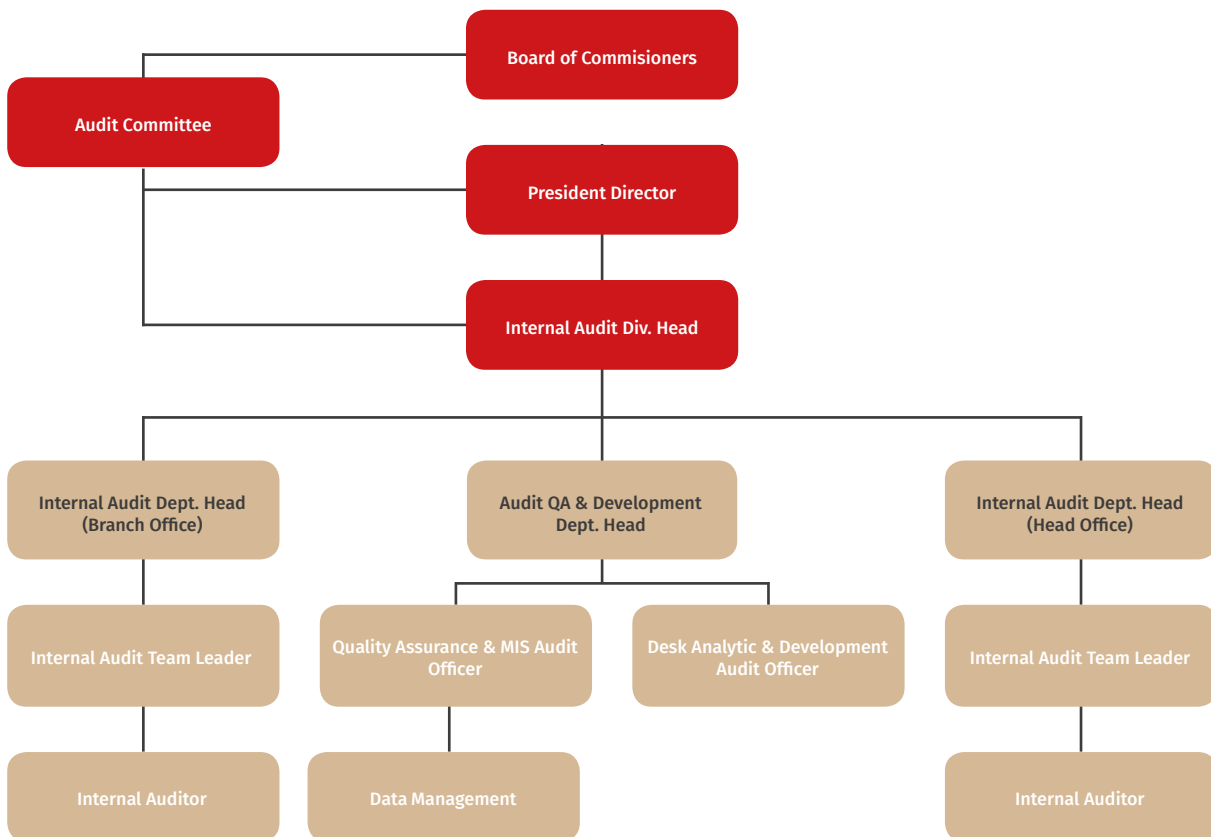 Board of Commisioners
Audit Committee
President Director
Internal Audit Div. Head
Internal Audit Dept. Head
(Branch Office)
Audit QA & Development
Dept. Head
Internal Audit Dept. Head
(Head Office)
Internal Audit Team Leader
Quality Assurance & MIS Audit
Officer
Desk Analytic & Development
Audit Officer
Internal Audit Team Leader
Internal Auditor
Data Management
Internal Auditor